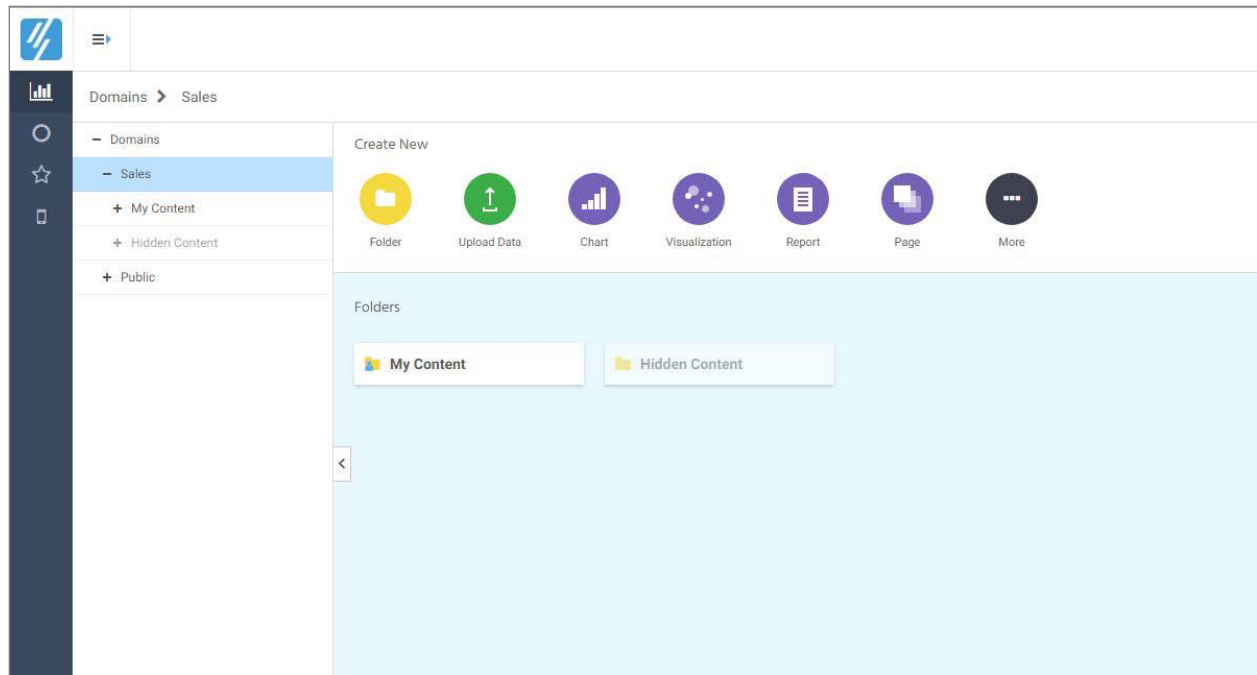 Domains Sales
Domains
Sales
My Content
Hidden Content
Public
Create New
Folder Upload Data Chart Visualization Report Page More
Folders
My Content Hidden Content